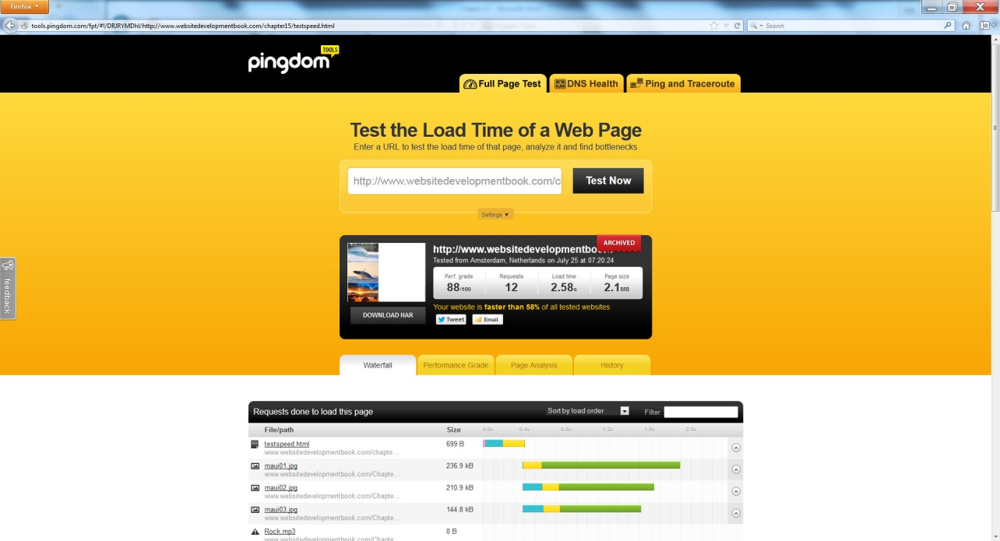 Firefox
tools.pingdom.com/fpt/#!/DRJRYMDhI/http://www.websitedevelopmentbook.com/chapter15/testspeed.html
Search
pingdom
TOOLS
Full Page Test
DNS Health
Ping and Traceroute
Test the Load Time of a Web Page
Enter a URL to test the load time of that page, analyze it and find bottlenecks
http://www.websitedevelopmentbook.com/c
Test Now
Settings ▼
feedback
ARCHIVED
http://www.websitedevelopmentbo
Tested from Amsterdam, Netherlands on July 25 at 07:20:24
Perf. grade Requests Load time Page size
88/100 12 2.58s 2.1MB
Your website is faster than 58% of all tested websites
DOWNLOAD HAR
Tweet Email
Waterfall Performance Grade Page Analysis History
Requests done to load this page
Sort by load order
Filter:
File/path Size 0.0s 0.4s 0.8s 1.2s 1.6s 2.0s
testspeed.html 699 B
www.websitedevelopmentbook.com/chapte...
maui01.jpg 236.9 kB
www.websitedevelopmentbook.com/Chapte...
maui02.jpg 210.9 kB
www.websitedevelopmentbook.com/Chapte...
maui03.jpg 144.8 kB
www.websitedevelopmentbook.com/Chapte...
Rock.mp3 0 B
www.websitedevelopmentbook.com/Chapte...